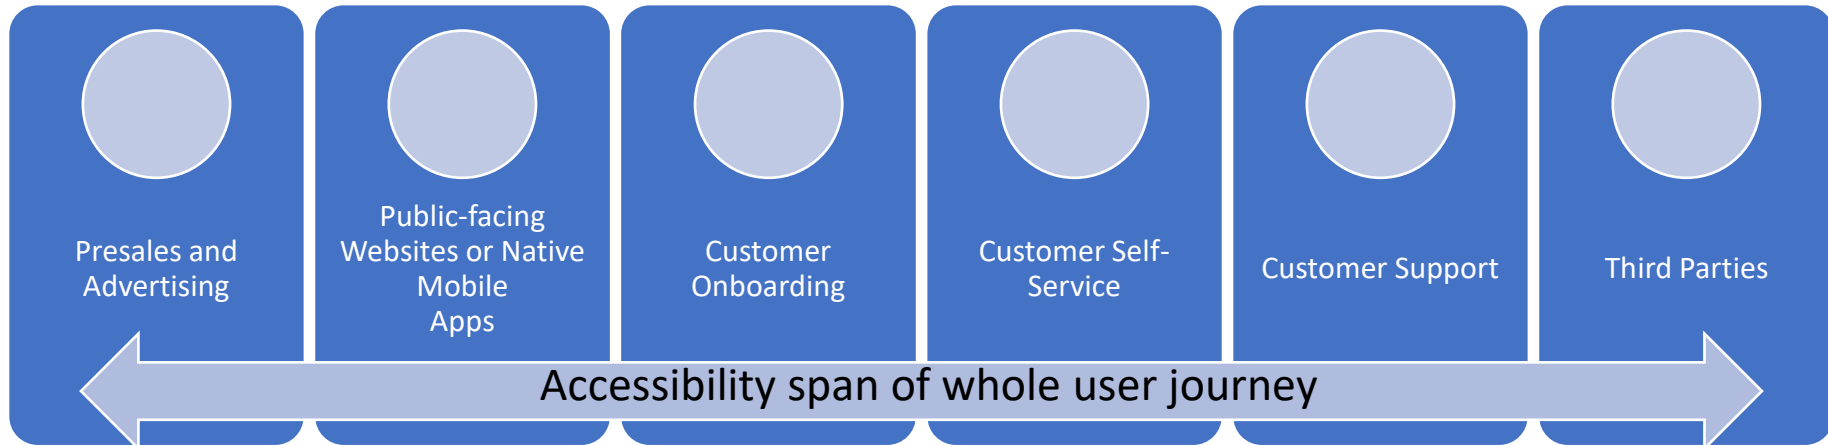 Presales and
Advertising
Public-facing
Websites or Native
Mobile
Apps
Customer
Onboarding
Customer Self-
Service
Customer Support
Third Parties
Accessibility span of whole user journey